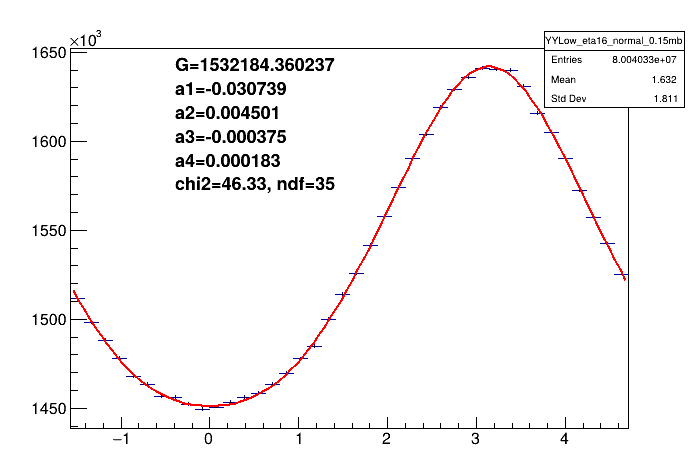 ×10³
YYLow_eta16_normal_0.15mb
Entries 8.004033e+07
Mean 1.632
Std Dev 1.811
G=1532184.360237
a1=-0.030739
a2=0.004501
a3=-0.000375
a4=0.000183
chi2=46.33, ndf=35
1650
1600
1550
1500
1450
−1 0 1 2 3 4